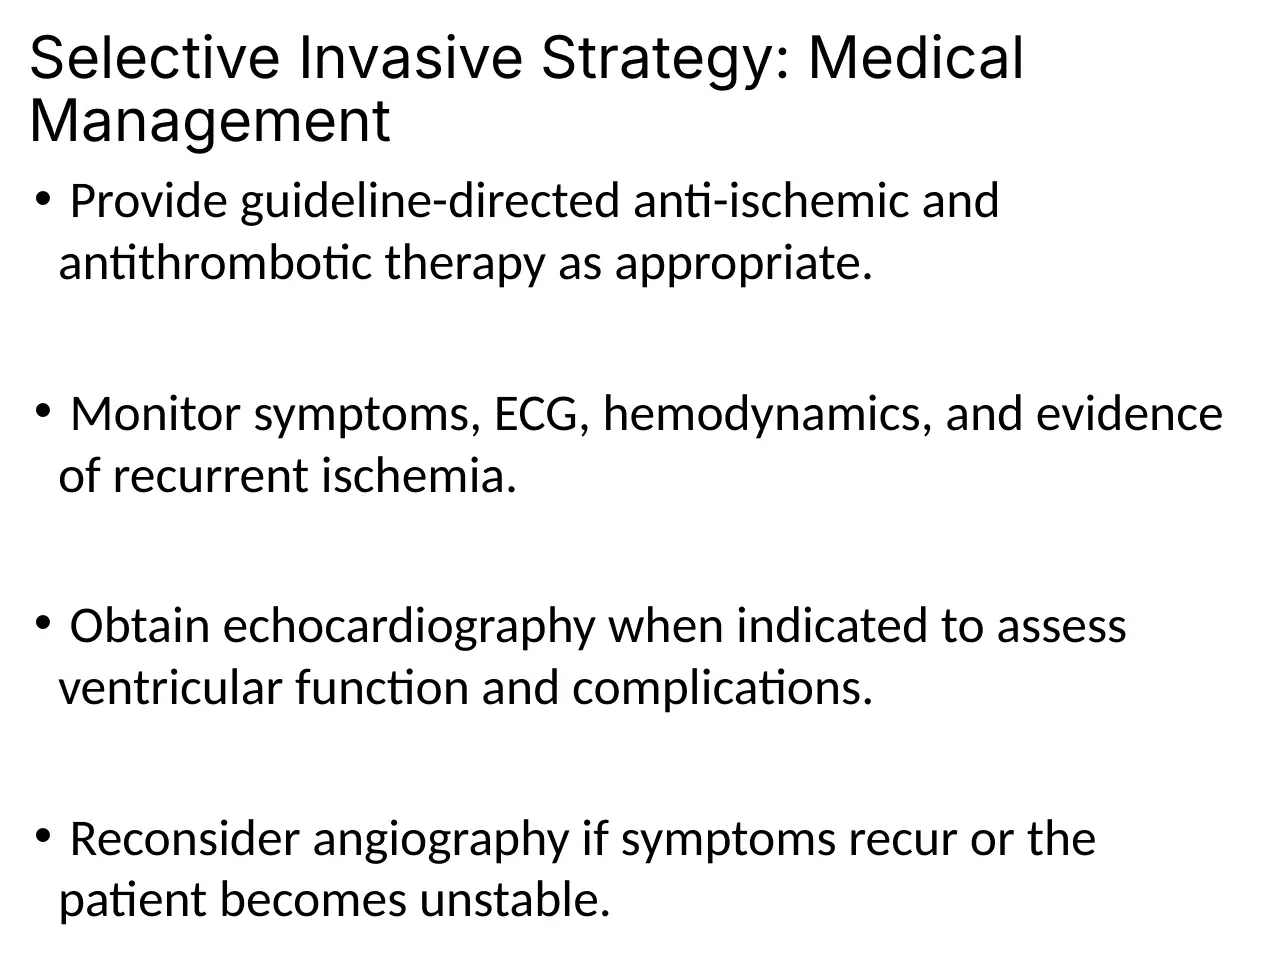 Selective Invasive Strategy: Medical
Management
• Provide guideline-directed anti-ischemic and
antithrombotic therapy as appropriate.
• Monitor symptoms, ECG, hemodynamics, and evidence
of recurrent ischemia.
• Obtain echocardiography when indicated to assess
ventricular function and complications.
• Reconsider angiography if symptoms recur or the
patient becomes unstable.